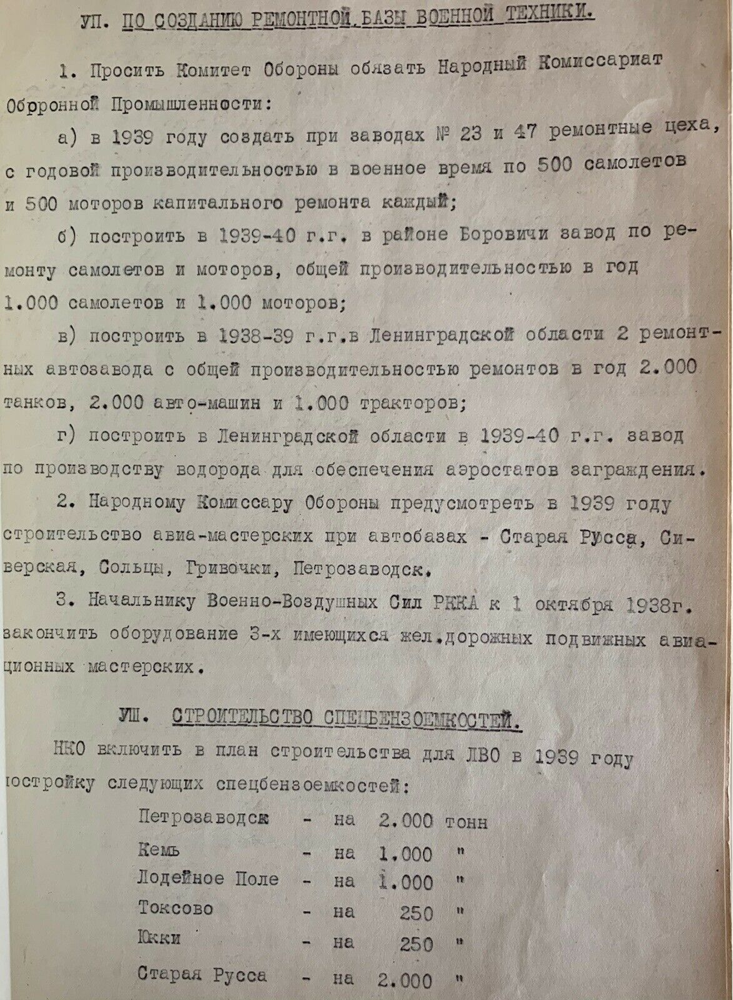 УП. ПО СОЗДАНИЮ РЕМОНТНОЙ БАЗЫ ВОЕННОЙ ТЕХНИКИ.
1. Просить Комитет Обороны обязать Народный Комиссариат
Обрронной Промышленности:
а) в 1939 году создать при заводах № 23 и 47 ремонтные цеха,
с годовой производительностью в военное время по 500 самолетов
и 500 моторов капитального ремонта каждый;
б) построить в 1939-40 г.г. в районе Боровичи завод по ре-
монту самолетов и моторов, общей производительностью в год
1.000 самолетов и 1.000 моторов;
в) построить в 1938-39 г.г.в Ленинградской области 2 ремонт-
ных автозавода с общей производительностью ремонтов в год 2.000
танков, 2.000 авто-машин и 1.000 тракторов;
г) построить в Ленинградской области в 1939-40 г.г. завод
по производству водорода для обеспечения аэростатов заграждения.
2. Народному Комиссару Обороны предусмотреть в 1939 году
строительство авиа-мастерских при автобазах - Старая Русса, Си-
верская, Сольцы, Гривочки, Петрозаводск.
3. Начальнику Военно-Воздушных Сил РККА к 1 октября 1938г.
закончить оборудование 3-х имеющихся жел.дорожных подвижных авиа-
ционных мастерских.
УШ. СТРОИТЕЛЬСТВО СПЕЦБЕНЗОЕМКОСТЕЙ.
НКО включить в план строительства для ЛВО в 1939 году
постройку следующих спецбензоемкостей:
Петрозаводск - на 2.000 тонн
Кемь - на 1.000 "
Лодейное Поле - на 1.000 "
Токсово - на 250 "
Юкки - на 250 "
Старая Русса - на 2.000 "